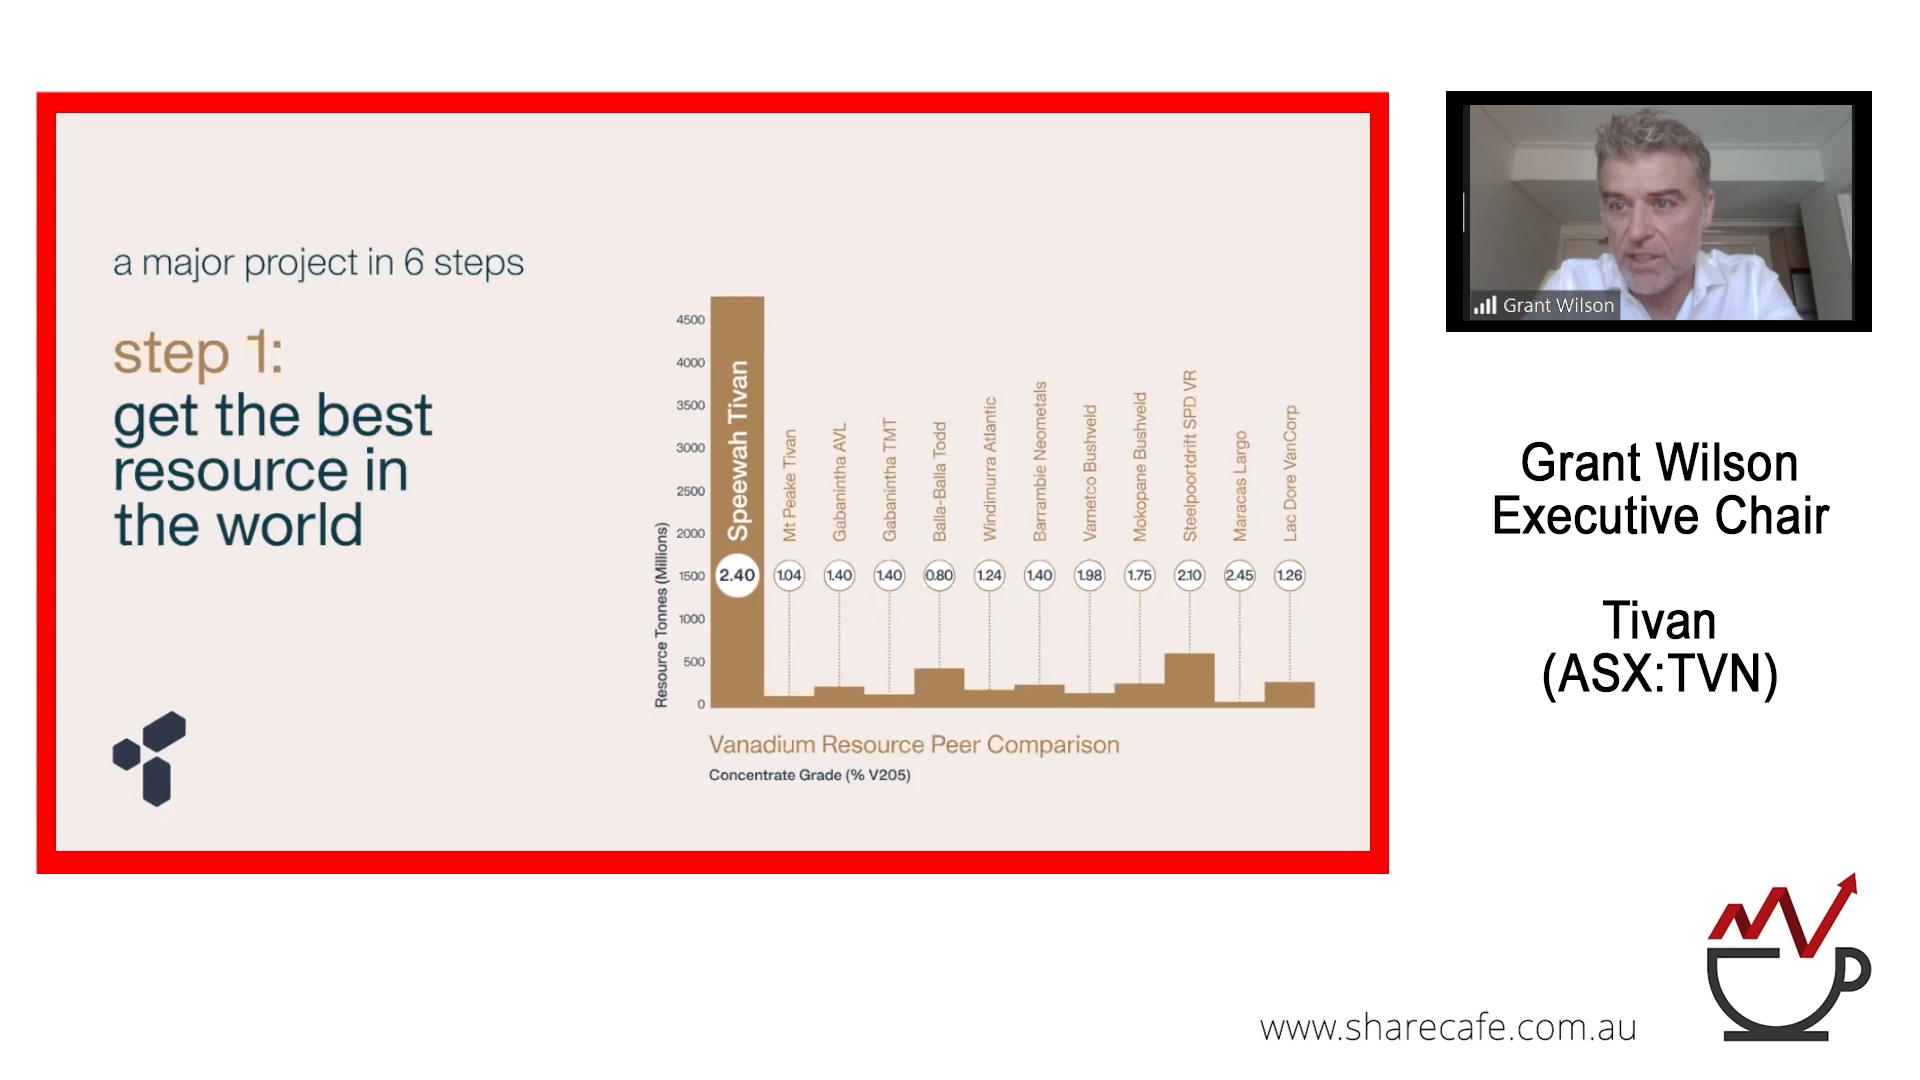 a major project in 6 steps
step 1:
get the best
resource in
the world
Resource Tonnes (Millions)
4500
4000
3500
3000
2500
2000
1500
1000
500
0
Speewah Tivan
Mt Peake Tivan
Gabanintha AVL
Gabanintha TMT
Balla-Balla Todd
Windimurra Atlantic
Barrambie Neometals
Vametco Bushveld
Mokopane Bushveld
Steelpoortdrift SPD VR
Maracas Largo
Lac Dore VanCorp
2.40 1.04 1.40 1.40 0.80 1.24 1.40 1.98 1.75 2.10 2.45 1.26
Vanadium Resource Peer Comparison
Concentrate Grade (% V205)
Grant Wilson
Grant Wilson
Executive Chair
Tivan
(ASX:TVN)
www.sharecafe.com.au